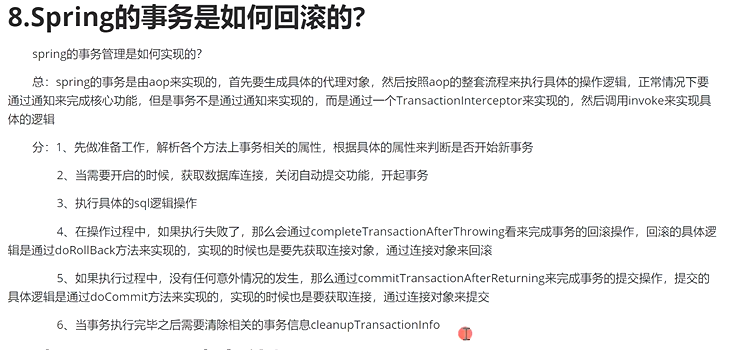 8.Spring的事务是如何回滚的?
spring的事务管理是如何实现的?
总：spring的事务是由aop来实现的，首先要生成具体的代理对象，然后按照aop的整套流程来执行具体的操作逻辑，正常情况下要
通过通知来完成核心功能，但是事务不是通过通知来实现的，而是通过一个TransactionInterceptor来实现的，然后调用invoke来实现具
体的逻辑
分：1、先做准备工作，解析各个方法上事务相关的属性，根据具体的属性来判断是否开始新事务
2、当需要开启的时候，获取数据库连接，关闭自动提交功能，开起事务
3、执行具体的sql逻辑操作
4、在操作过程中，如果执行失败了，那么会通过completeTransactionAfterThrowing看来完成事务的回滚操作，回滚的具体逻
辑是通过doRollBack方法来实现的，实现的时候也是要先获取连接对象，通过连接对象来回滚
5、如果执行过程中，没有任何意外情况的发生，那么通过commitTransactionAfterReturning来完成事务的提交操作，提交的
具体逻辑是通过doCommit方法来实现的，实现的时候也是要获取连接，通过连接对象来提交
6、当事务执行完毕之后需要清除相关的事务信息cleanupTransactionInfo